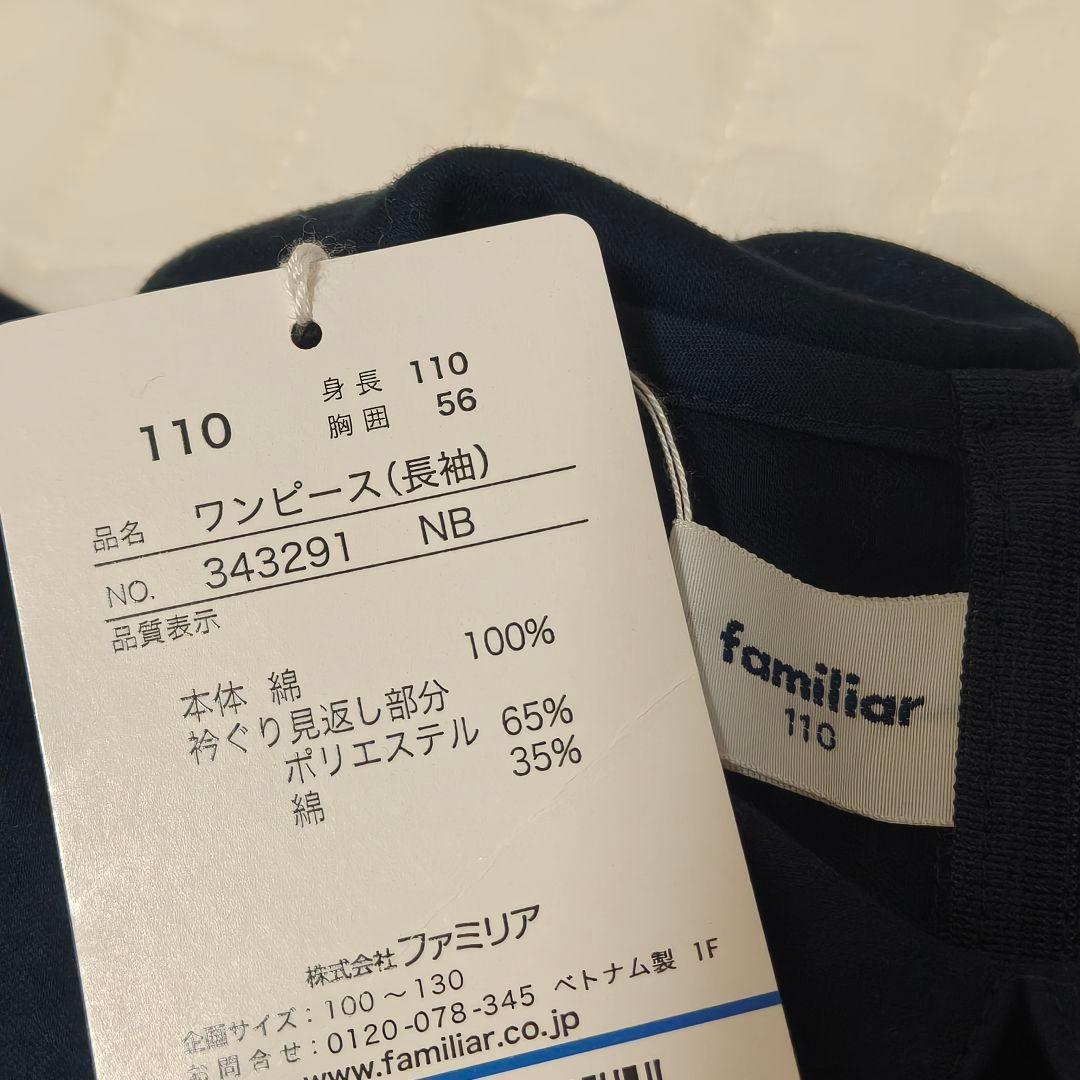 110
身長 110
胸囲 56
品名 ワンピース(長袖)
NO. 343291 NB
品質表示
本体 綿 100%
衿ぐり見返し部分
ポリエステル 65%
綿 35%
株式会社ファミリア
企画サイズ：100～130
お問合せ：0120-078-345 ベトナム製 1F
www.familiar.co.jp
familiar
110